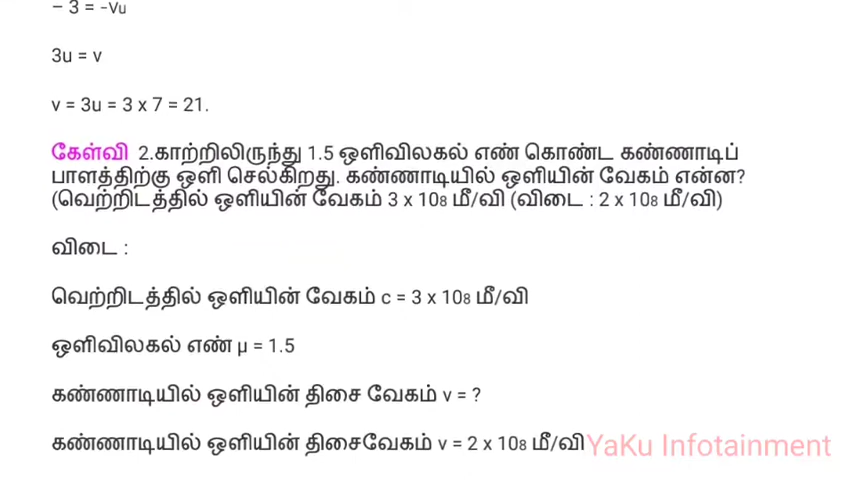 – 3 = -Vu
3u = v
v = 3u = 3 x 7 = 21.
கேள்வி 2.காற்றிலிருந்து 1.5 ஒளிவிலகல் எண் கொண்ட கண்ணாடிப்
பாளத்திற்கு ஒளி செல்கிறது. கண்ணாடியில் ஒளியின் வேகம் என்ன?
(வெற்றிடத்தில் ஒளியின் வேகம் 3 x 10₈ மீ/வி (விடை : 2 x 10₈ மீ/வி)
விடை :
வெற்றிடத்தில் ஒளியின் வேகம் c = 3 x 10₈ மீ/வி
ஒளிவிலகல் எண் μ = 1.5
கண்ணாடியில் ஒளியின் திசை வேகம் v = ?
கண்ணாடியில் ஒளியின் திசைவேகம் v = 2 x 10₈ மீ/வி YaKu Infotainment